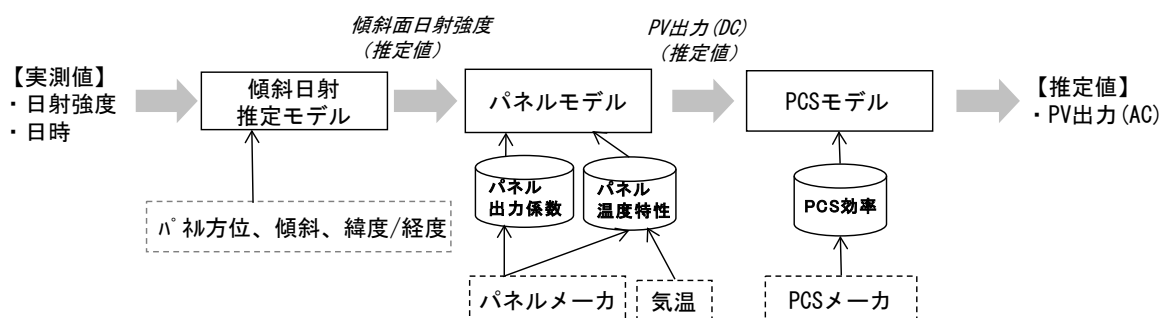 傾斜面日射強度
(推定値)
PV出力(DC)
(推定値)
【実測値】
・日射強度
・日時
傾斜日射
推定モデル
パネルモデル
PCSモデル
【推定値】
・PV出力(AC)
パネル
出力係数
パネル
温度特性
PCS効率
パネル方位、傾斜、緯度/経度
パネルメーカ
気温
PCSメーカ